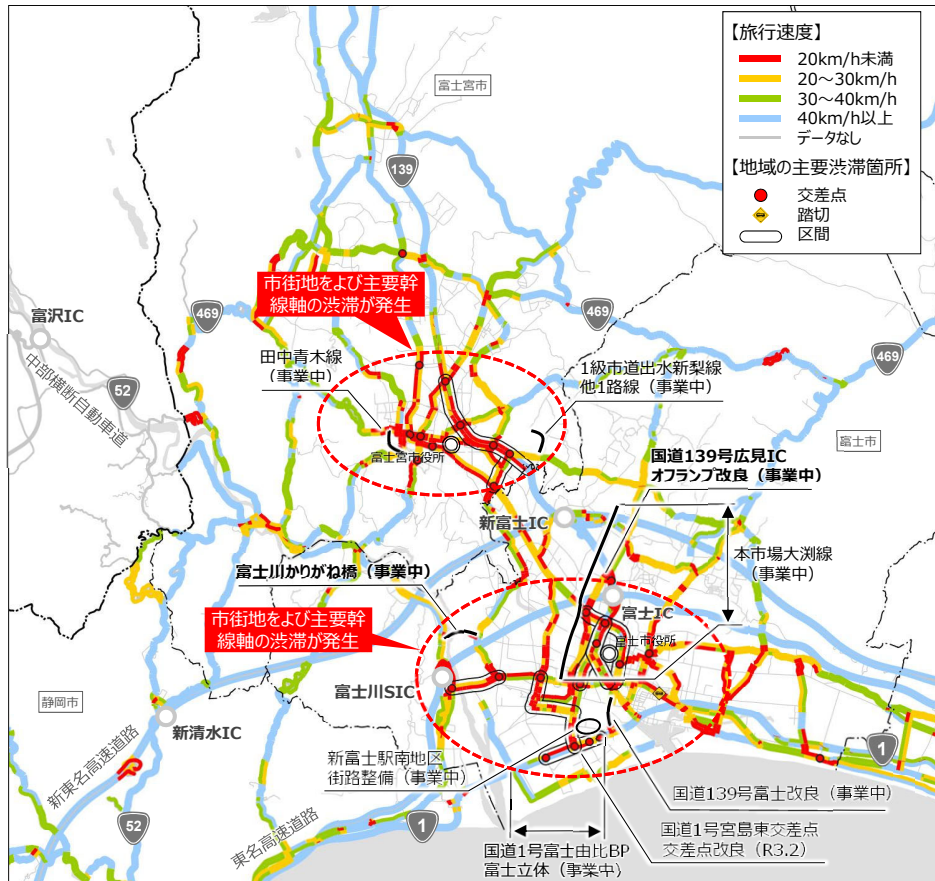 【旅行速度】
20km/h未満
20～30km/h
30～40km/h
40km/h以上
データなし
【地域の主要渋滞箇所】
交差点
踏切
区間
富士宮市
139
市街地をよび主要幹
線軸の渋滞が発生
469
469
469
富沢IC
中部横断自動車道
52
田中青木線
（事業中）
1級市道出水新梨線
他1路線（事業中）
富士市
富士宮市役所
国道139号広見IC
オフランプ改良（事業中）
新富士IC
本市場大渕線
（事業中）
富士川かりがね橋（事業中）
市街地をよび主要幹
線軸の渋滞が発生
富士IC
富士市役所
富士川SIC
静岡市
新清水IC
新東名高速道路
新富士駅南地区
街路整備（事業中）
1
国道139号富士改良（事業中）
国道1号宮島東交差点
交差点改良（R3.2）
52
東名高速道路
1
国道1号富士由比BP
富士立体（事業中）